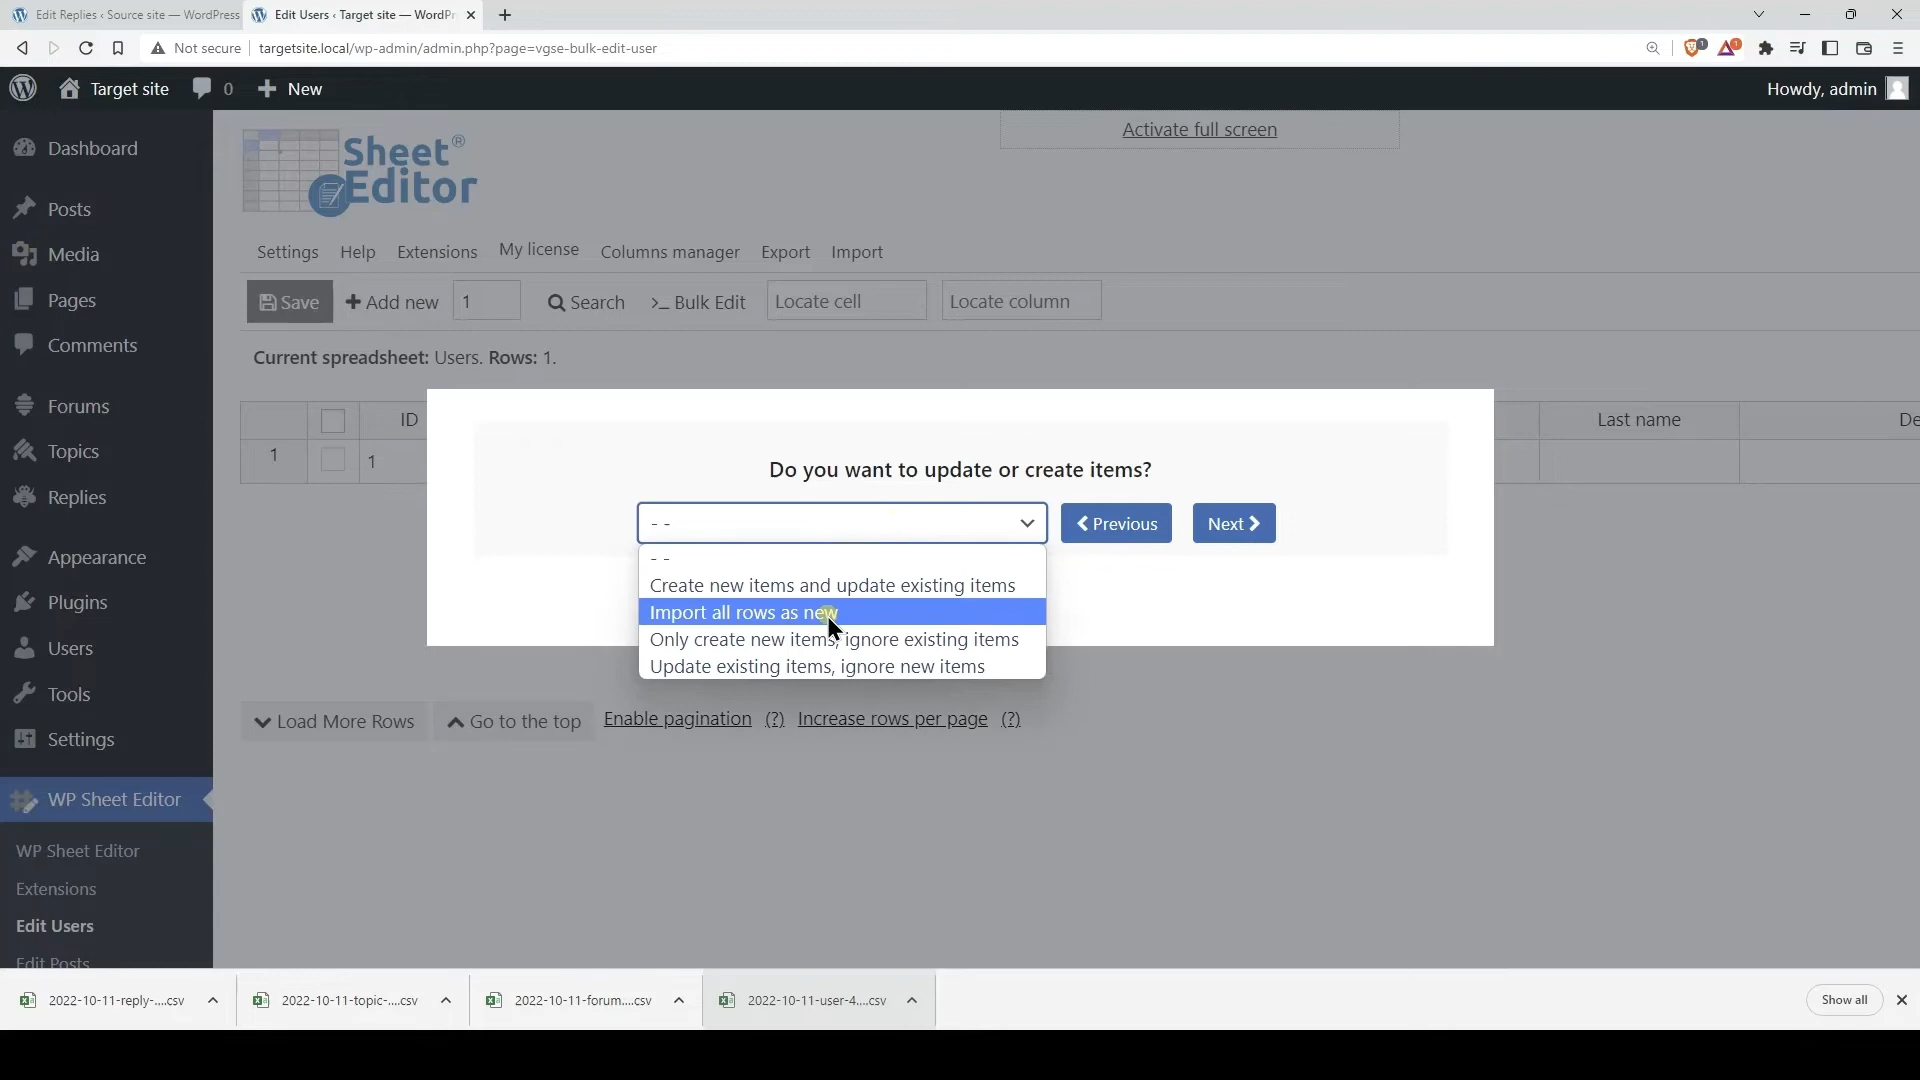 Edit Replies ‹ Source site — WordPress
Edit Users ‹ Target site — WordPr
Not secure
targetsite.local/wp-admin/admin.php?page=vgse-bulk-edit-user
1
1
Target site
0
New
Howdy, admin
Dashboard
Posts
Media
Pages
Comments
Forums
Topics
Replies
Appearance
Plugins
Users
Tools
Settings
WP Sheet Editor
WP Sheet Editor
Extensions
Edit Users
Edit Posts
Sheet®
Editor
Activate full screen
Settings Help Extensions My license Columns manager Export Import
Save Add new 1 Search >_ Bulk Edit Locate cell Locate column
Current spreadsheet: Users. Rows: 1.
ID Last name De
1 1
Do you want to update or create items?
- - Previous Next
- -
Create new items and update existing items
Import all rows as new
Only create new items, ignore existing items
Update existing items, ignore new items
Load More Rows Go to the top Enable pagination (?) Increase rows per page (?)
2022-10-11-reply-....csv 2022-10-11-topic-....csv 2022-10-11-forum....csv 2022-10-11-user-4....csv Show all